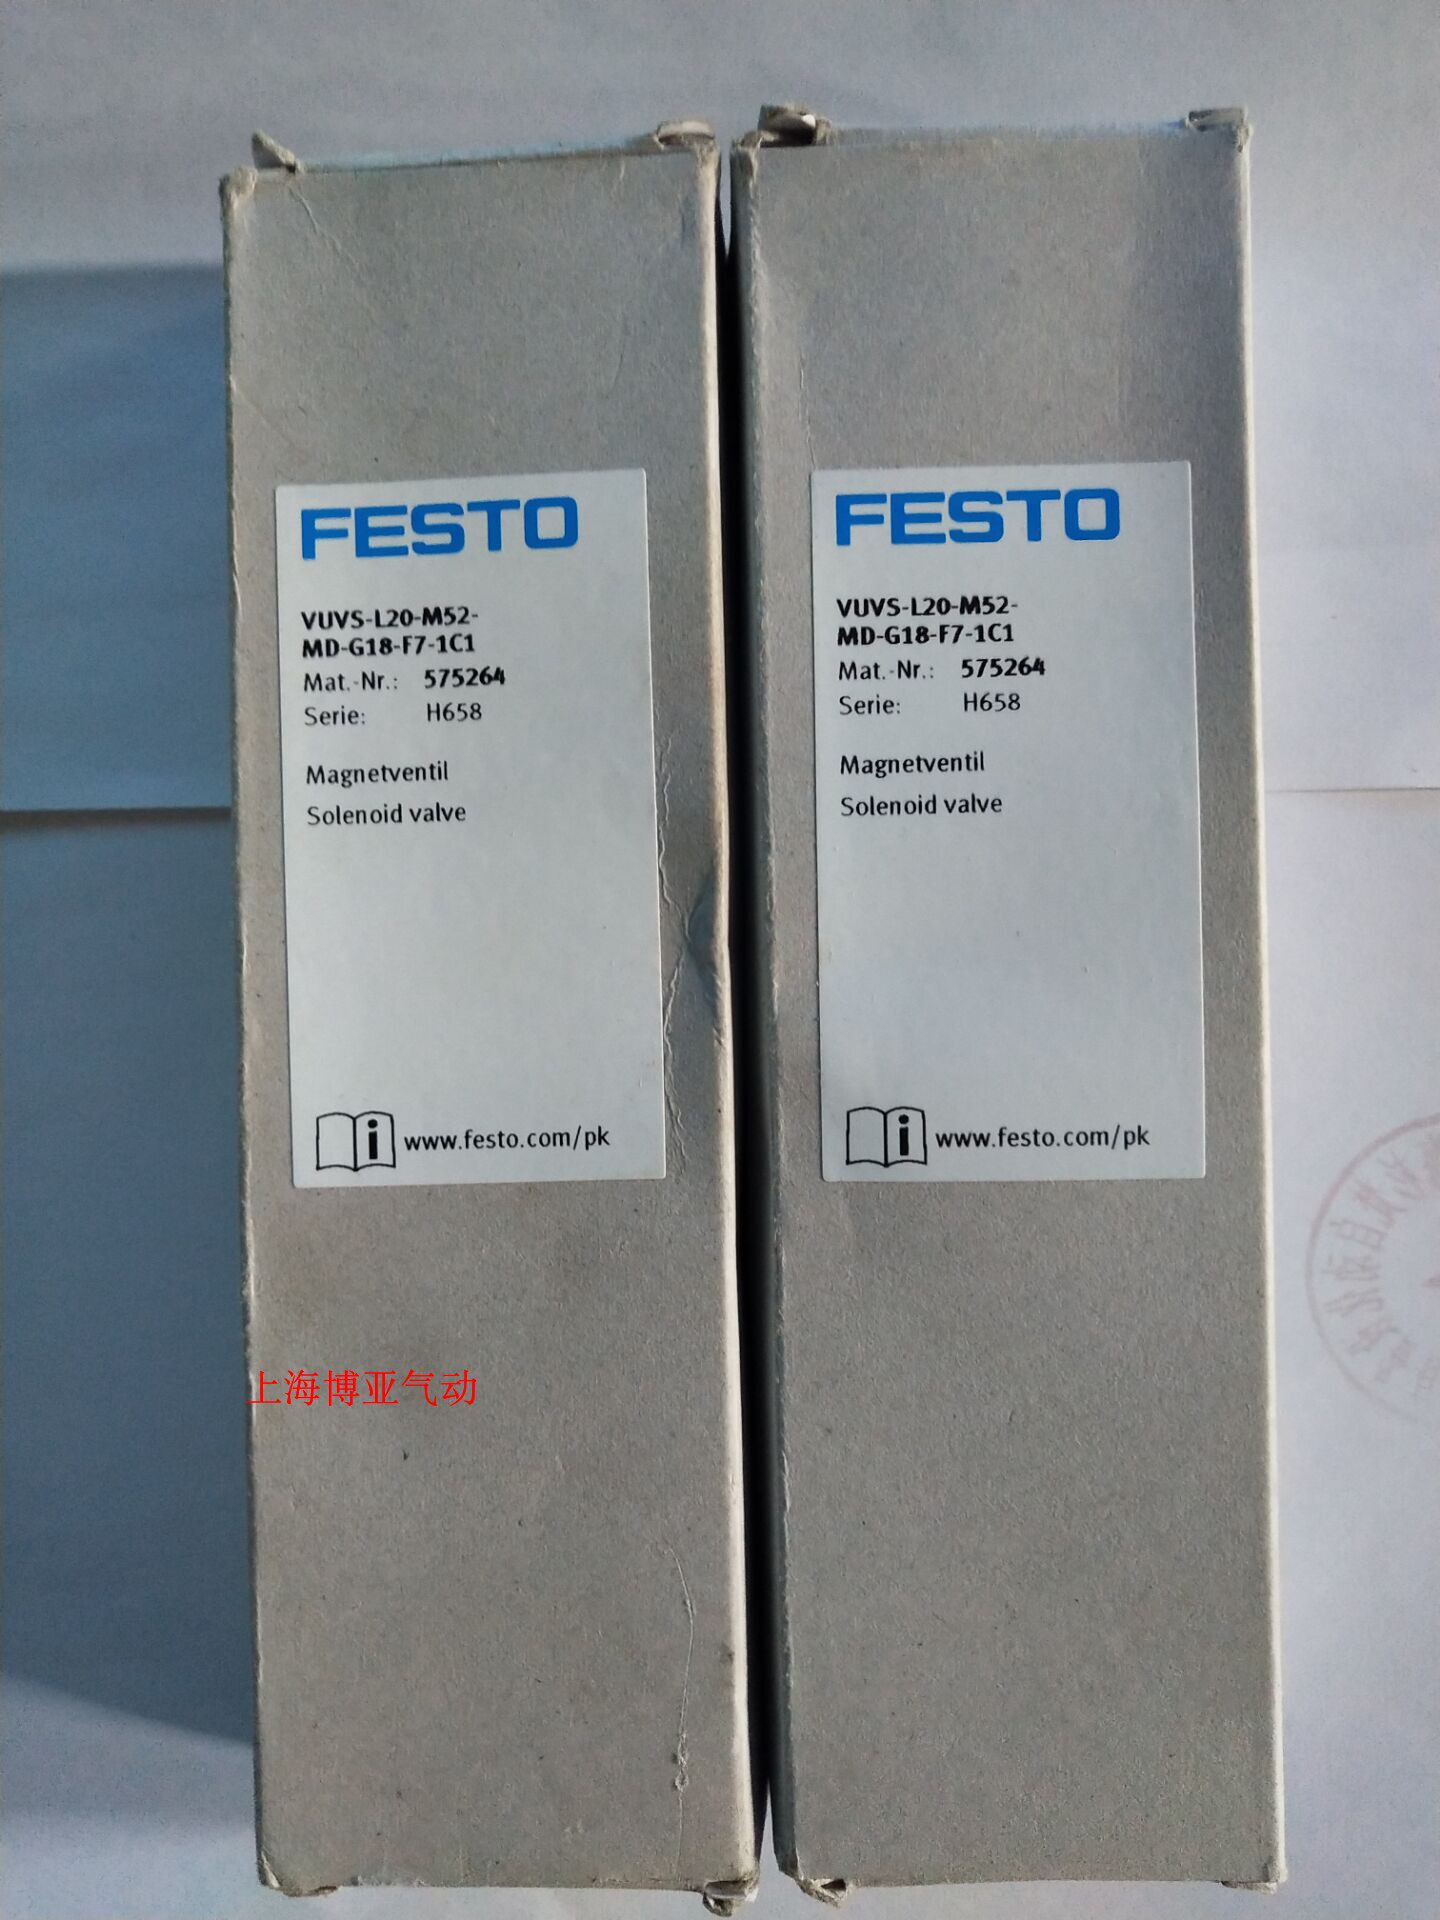 FESTO
VUVS-L20-M52-
MD-G18-F7-1C1
Mat.-Nr.: 575264
Serie: H658
Magnetventil
Solenoid valve
www.festo.com/pk
FESTO
VUVS-L20-M52-
MD-G18-F7-1C1
Mat.-Nr.: 575264
Serie: H658
Magnetventil
Solenoid valve
www.festo.com/pk
上海博亚气动